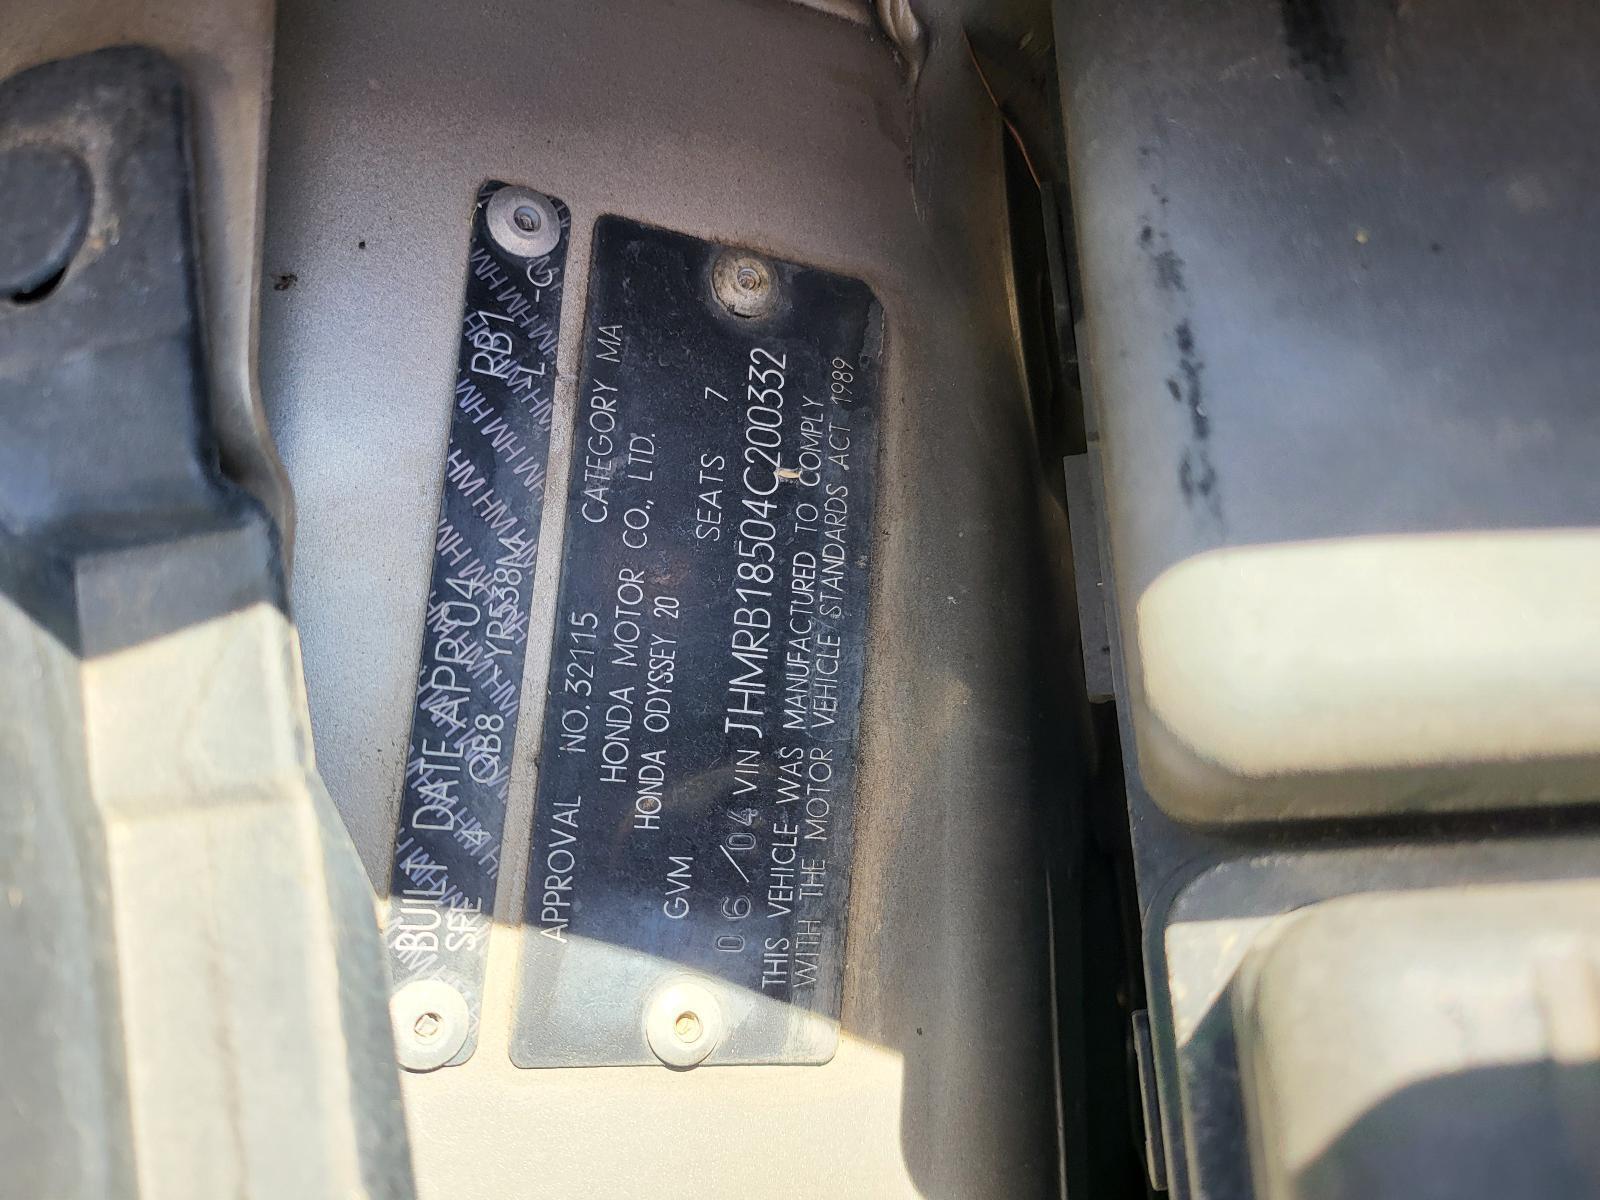 BUILT DATE APR 04 RB1
SRE 4 QB8 YR538M L -Q
APPROVAL NO. 32115 CATEGORY MA
HONDA MOTOR CO., LTD.
HONDA ODYSSEY 20
GVM SEATS 7
06/04 VIN JHMRB18504C200332
THIS VEHICLE WAS MANUFACTURED TO COMPLY
WITH THE MOTOR VEHICLE STANDARDS ACT 1989